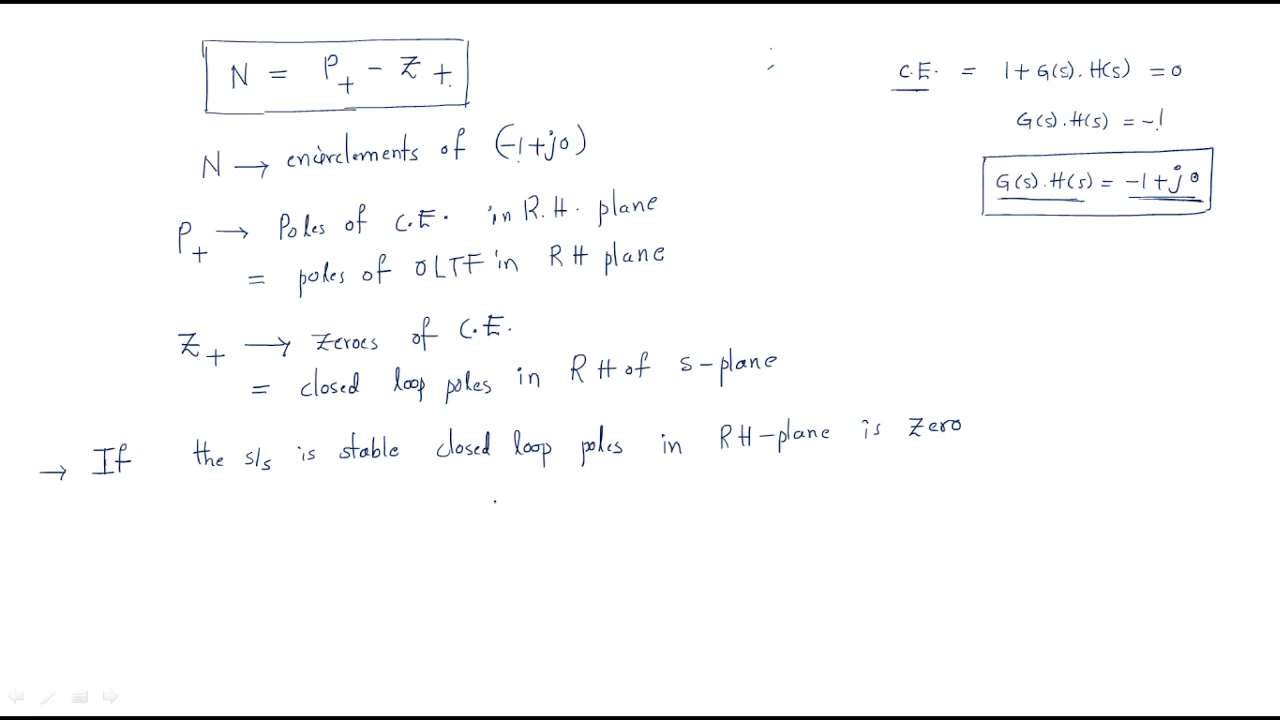 N = P+ - Z+
N → encirclements of (-1+j0)
P+ → Poles of C.E. in R.H. plane
= poles of OLTF in RH plane
Z+ → Zeroes of C.E.
= closed loop poles in RH of s-plane
→ If the s/s is stable closed loop poles in RH-plane is zero
C.E. = 1+G(s).H(s) = 0
G(s).H(s) = -1
G(s).H(s) = -1+j0